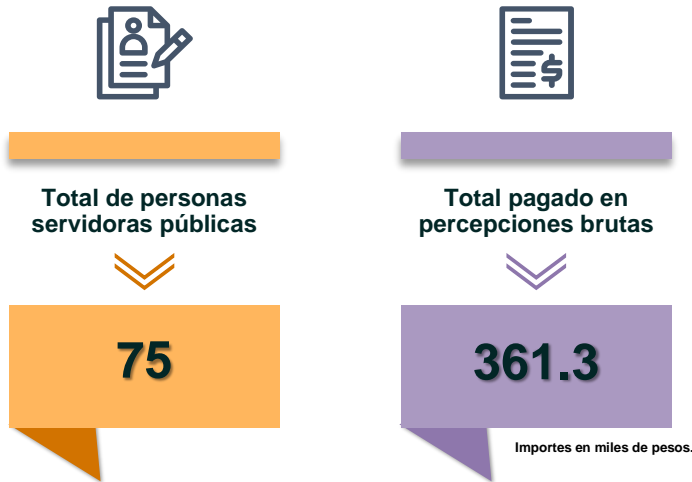 Total de personas
servidoras públicas
75
Total pagado en
percepciones brutas
361.3
Importes en miles de pesos.